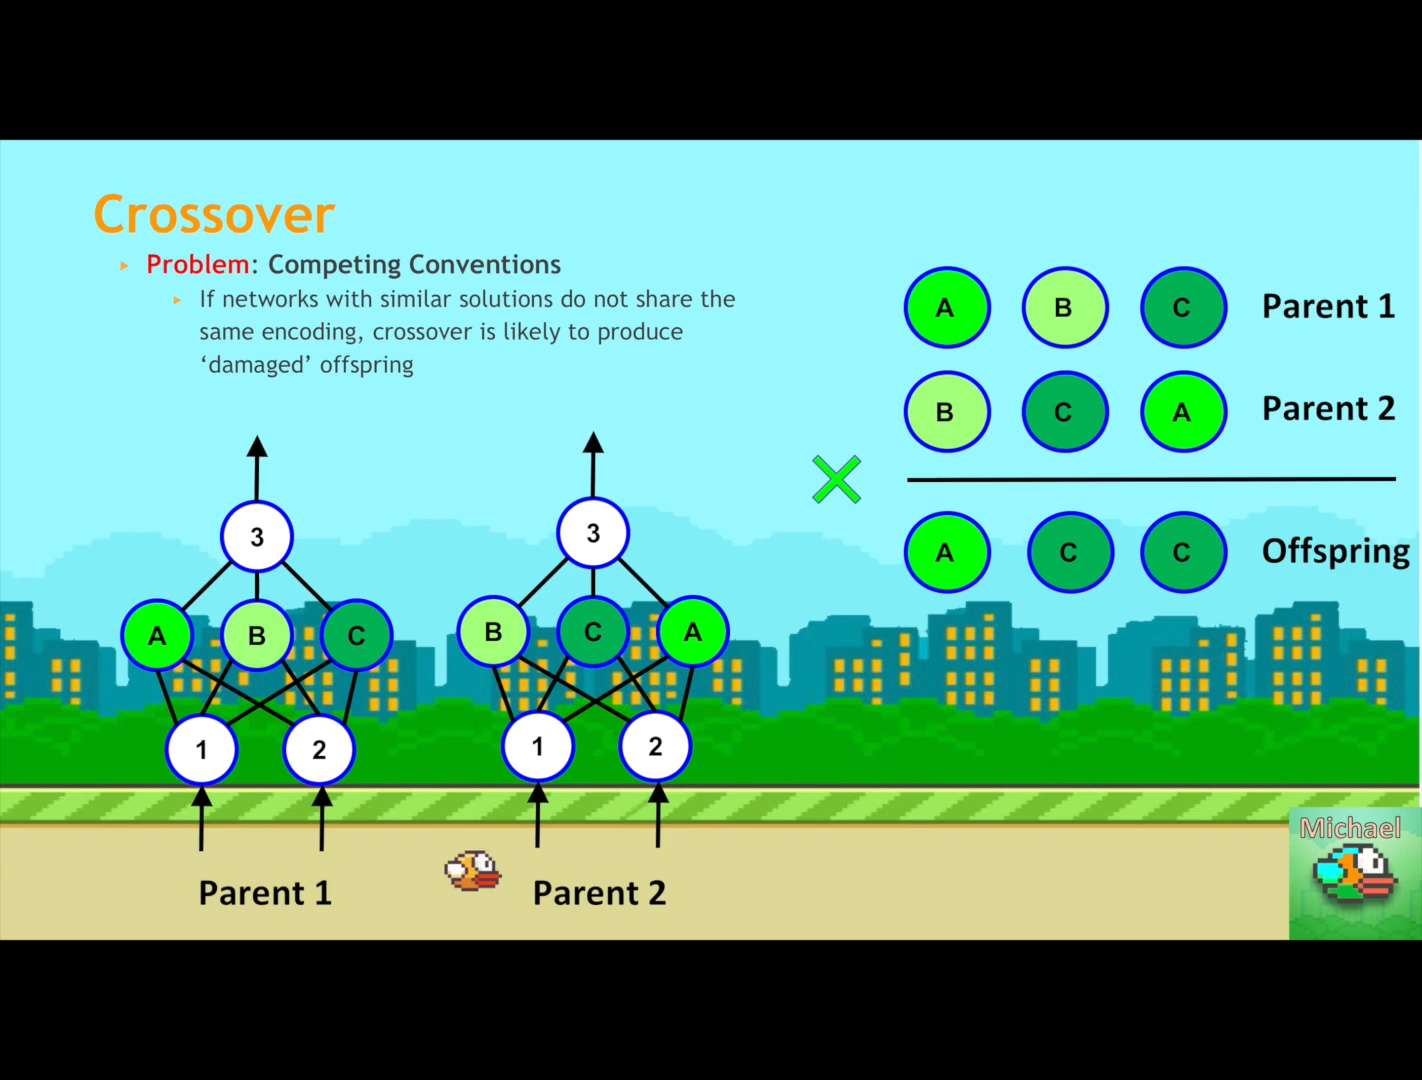 Crossover
Problem: Competing Conventions
If networks with similar solutions do not share the
same encoding, crossover is likely to produce
‘damaged’ offspring
A B C Parent 1
B C A Parent 2
A C C Offspring
3 3
A B C B C A
1 2 1 2
Parent 1 Parent 2
Michael